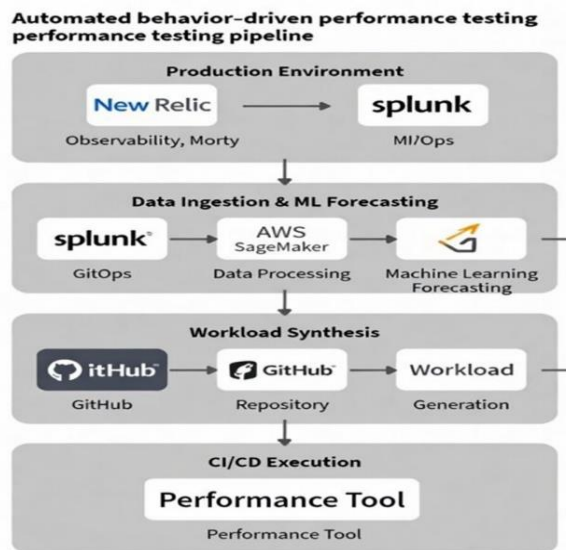 Automated behavior–driven performance testing
performance testing pipeline
Production Environment
New Relic
splunk
Observability, Morty
MI/Ops
Data Ingestion & ML Forecasting
splunk®
AWS
SageMaker
GitOps
Data Processing
Machine Learning
Forecasting
Workload Synthesis
itHub™
GitHub™
Workload
GitHub
Repository
Generation
CI/CD Execution
Performance Tool
Performance Tool